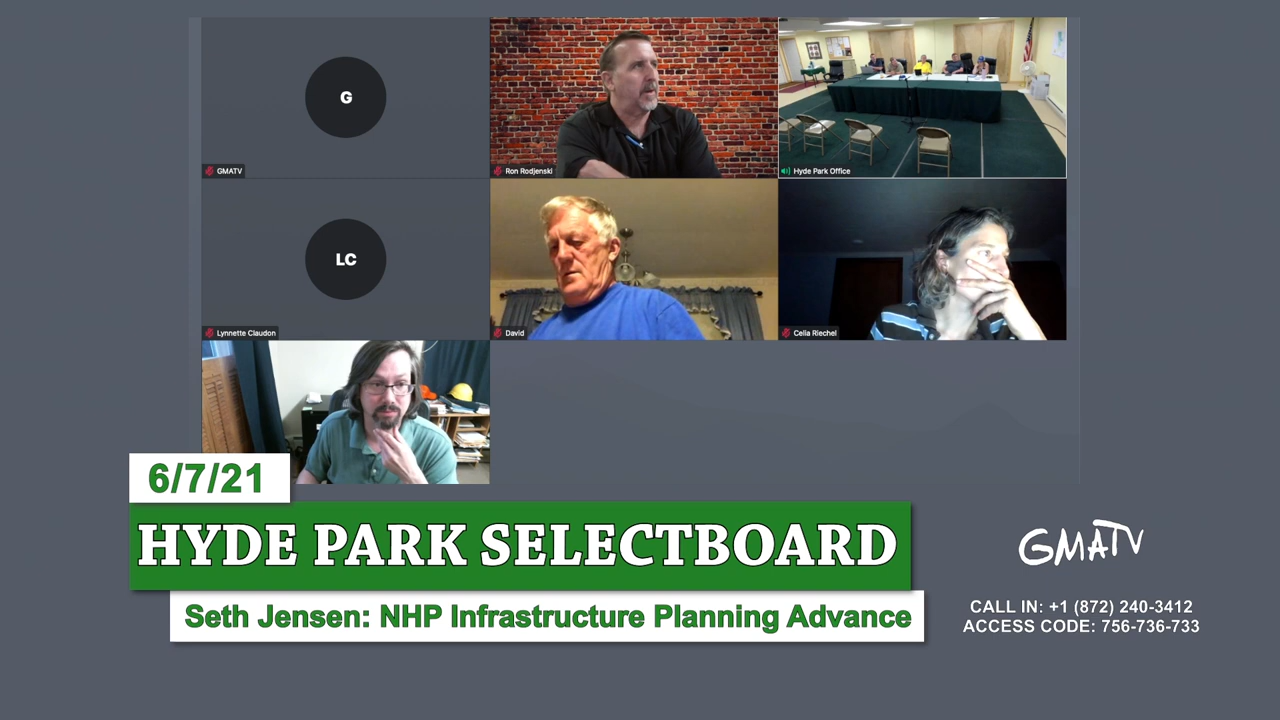 G
GMATV
Ron Rodjenski
Hyde Park Office
LC
Lynnette Claudon
David
Celia Riechel
6/7/21
HYDE PARK SELECTBOARD
Seth Jensen: NHP Infrastructure Planning Advance
GMATV
CALL IN: +1 (872) 240-3412
ACCESS CODE: 756-736-733